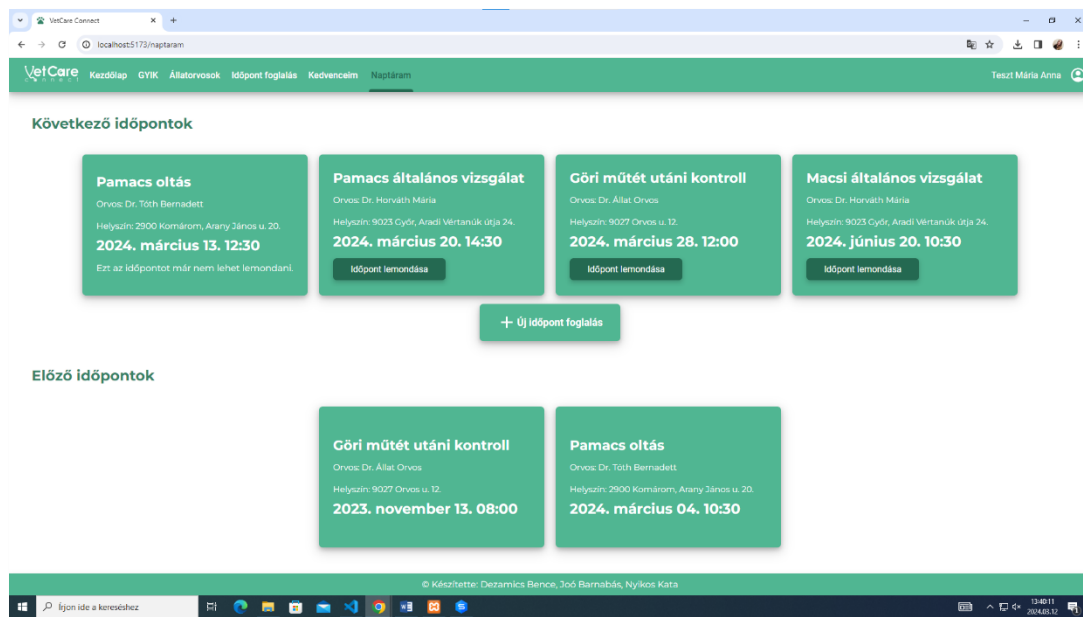 VetCare Connect
localhost:5173/naptaram
VetCare
connect
Kezdőlap GYIK Állatorvosok Időpont foglalás Kedvenceim Naptáram
Teszt Mária Anna
Következő időpontok
Pamacs oltás
Orvos: Dr. Tóth Bernadett
Helyszín: 2900 Komárom, Arany János u. 20.
2024. március 13. 12:30
Ezt az időpontot már nem lehet lemondani.
Pamacs általános vizsgálat
Orvos: Dr. Horváth Mária
Helyszín: 9023 Győr, Aradi Vértanúk útja 24.
2024. március 20. 14:30
Időpont lemondása
Göri műtét utáni kontroll
Orvos: Dr. Állat Orvos
Helyszín: 9027 Orvos u. 12.
2024. március 28. 12:00
Időpont lemondása
Macsi általános vizsgálat
Orvos: Dr. Horváth Mária
Helyszín: 9023 Győr, Aradi Vértanúk útja 24.
2024. június 20. 10:30
Időpont lemondása
+ Új időpont foglalás
Előző időpontok
Göri műtét utáni kontroll
Orvos: Dr. Állat Orvos
Helyszín: 9027 Orvos u. 12.
2023. november 13. 08:00
Pamacs oltás
Orvos: Dr. Tóth Bernadett
Helyszín: 2900 Komárom, Arany János u. 20.
2024. március 04. 10:30
© Készítette: Dezamics Bence, Joó Barnabás, Nyikos Kata
Írjon ide a kereséshez
13:40:11
2024.03.12